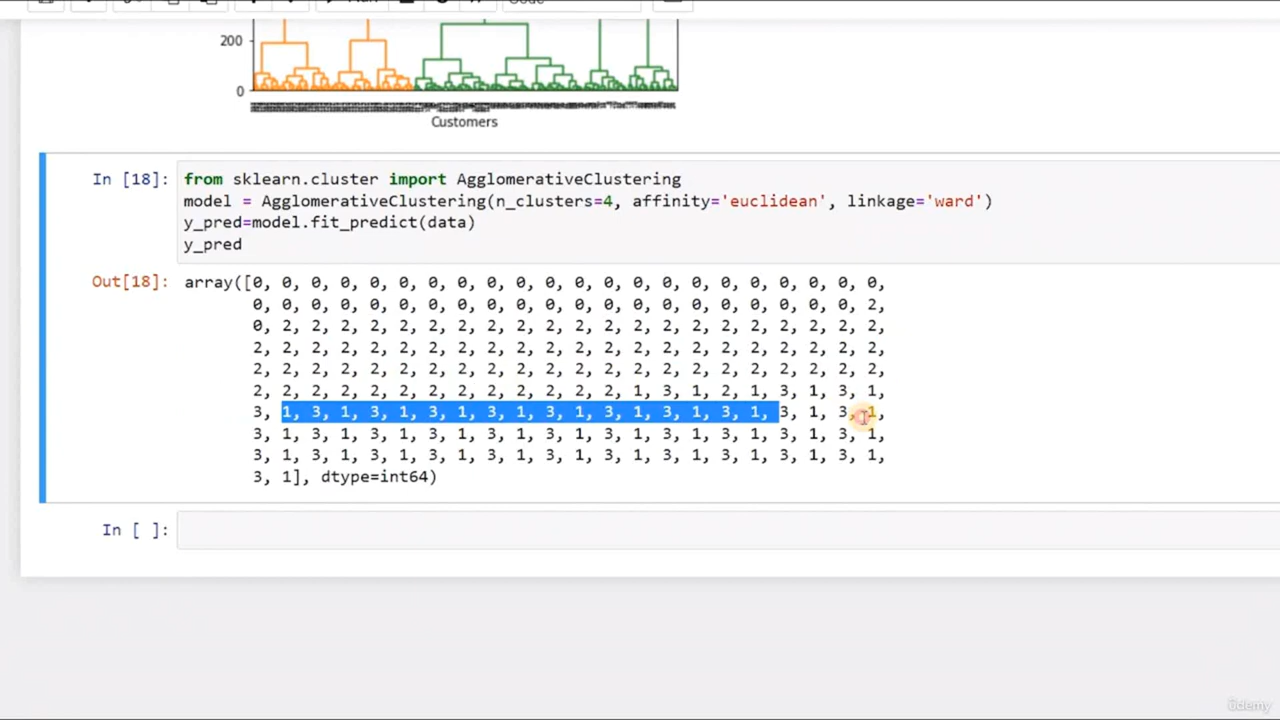 200
0
Customers
In [18]:
from sklearn.cluster import AgglomerativeClustering
model = AgglomerativeClustering(n_clusters=4, affinity='euclidean', linkage='ward')
y_pred=model.fit_predict(data)
y_pred
Out[18]:
array([0, 0, 0, 0, 0, 0, 0, 0, 0, 0, 0, 0, 0, 0, 0, 0, 0, 0, 0, 0, 0, 0,
0, 0, 0, 0, 0, 0, 0, 0, 0, 0, 0, 0, 0, 0, 0, 0, 0, 0, 0, 2,
0, 2, 2, 2, 2, 2, 2, 2, 2, 2, 2, 2, 2, 2, 2, 2, 2, 2, 2, 2,
2, 2, 2, 2, 2, 2, 2, 2, 2, 2, 2, 2, 2, 2, 2, 2, 2, 2, 2, 2,
2, 2, 2, 2, 2, 2, 2, 2, 2, 2, 2, 2, 2, 2, 2, 2, 2, 2, 2, 2,
2, 2, 2, 2, 2, 2, 2, 2, 2, 2, 2, 2, 2, 1, 3, 1, 2, 1, 3, 1, 3, 1,
3, 1, 3, 1, 3, 1, 3, 1, 3, 1, 3, 1, 3, 1, 3, 1, 3, 1, 3, 1, 3, 1,
3, 1, 3, 1, 3, 1, 3, 1, 3, 1, 3, 1, 3, 1, 3, 1, 3, 1, 3, 1, 3, 1,
3, 1, 3, 1, 3, 1, 3, 1, 3, 1, 3, 1, 3, 1, 3, 1, 3, 1, 3, 1, 3, 1,
3, 1], dtype=int64)
In [ ]:
ûdemy